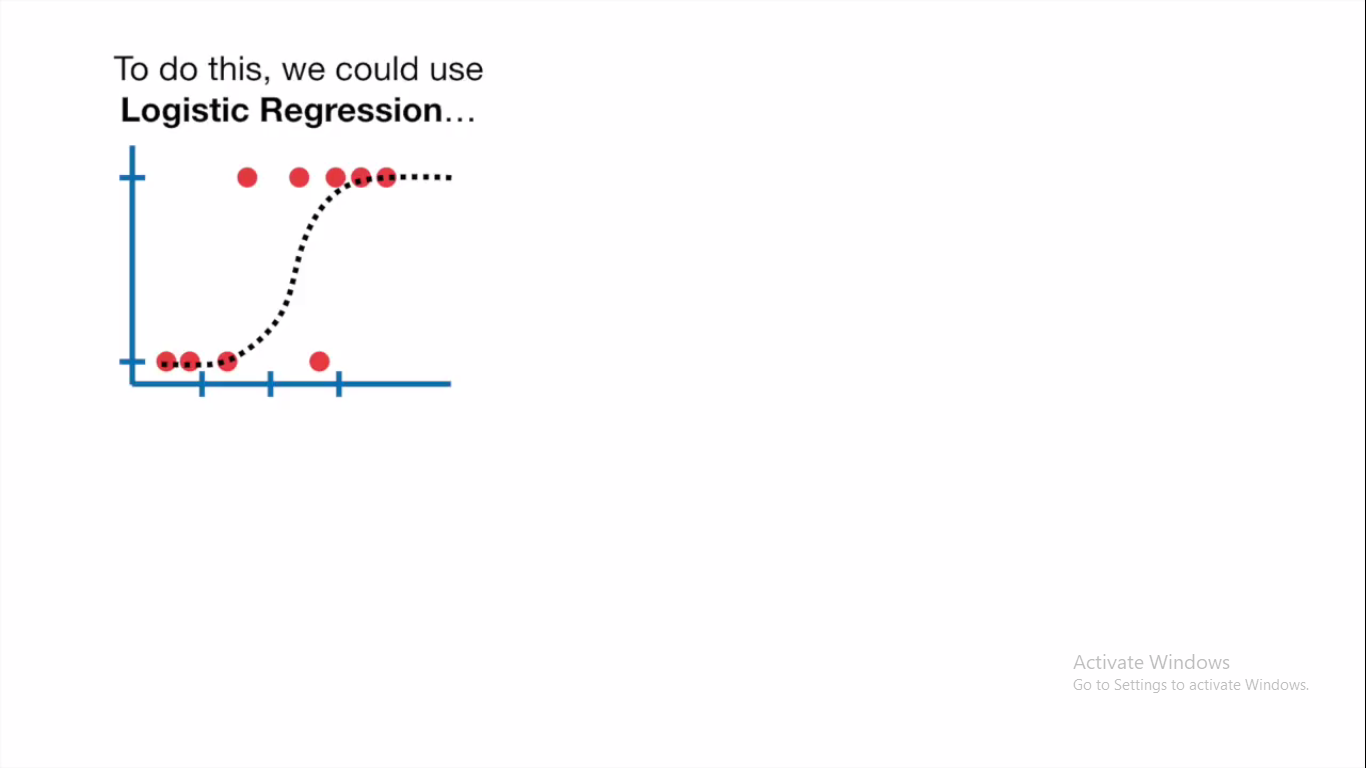 To do this, we could use
Logistic Regression…
Activate Windows
Go to Settings to activate Windows.